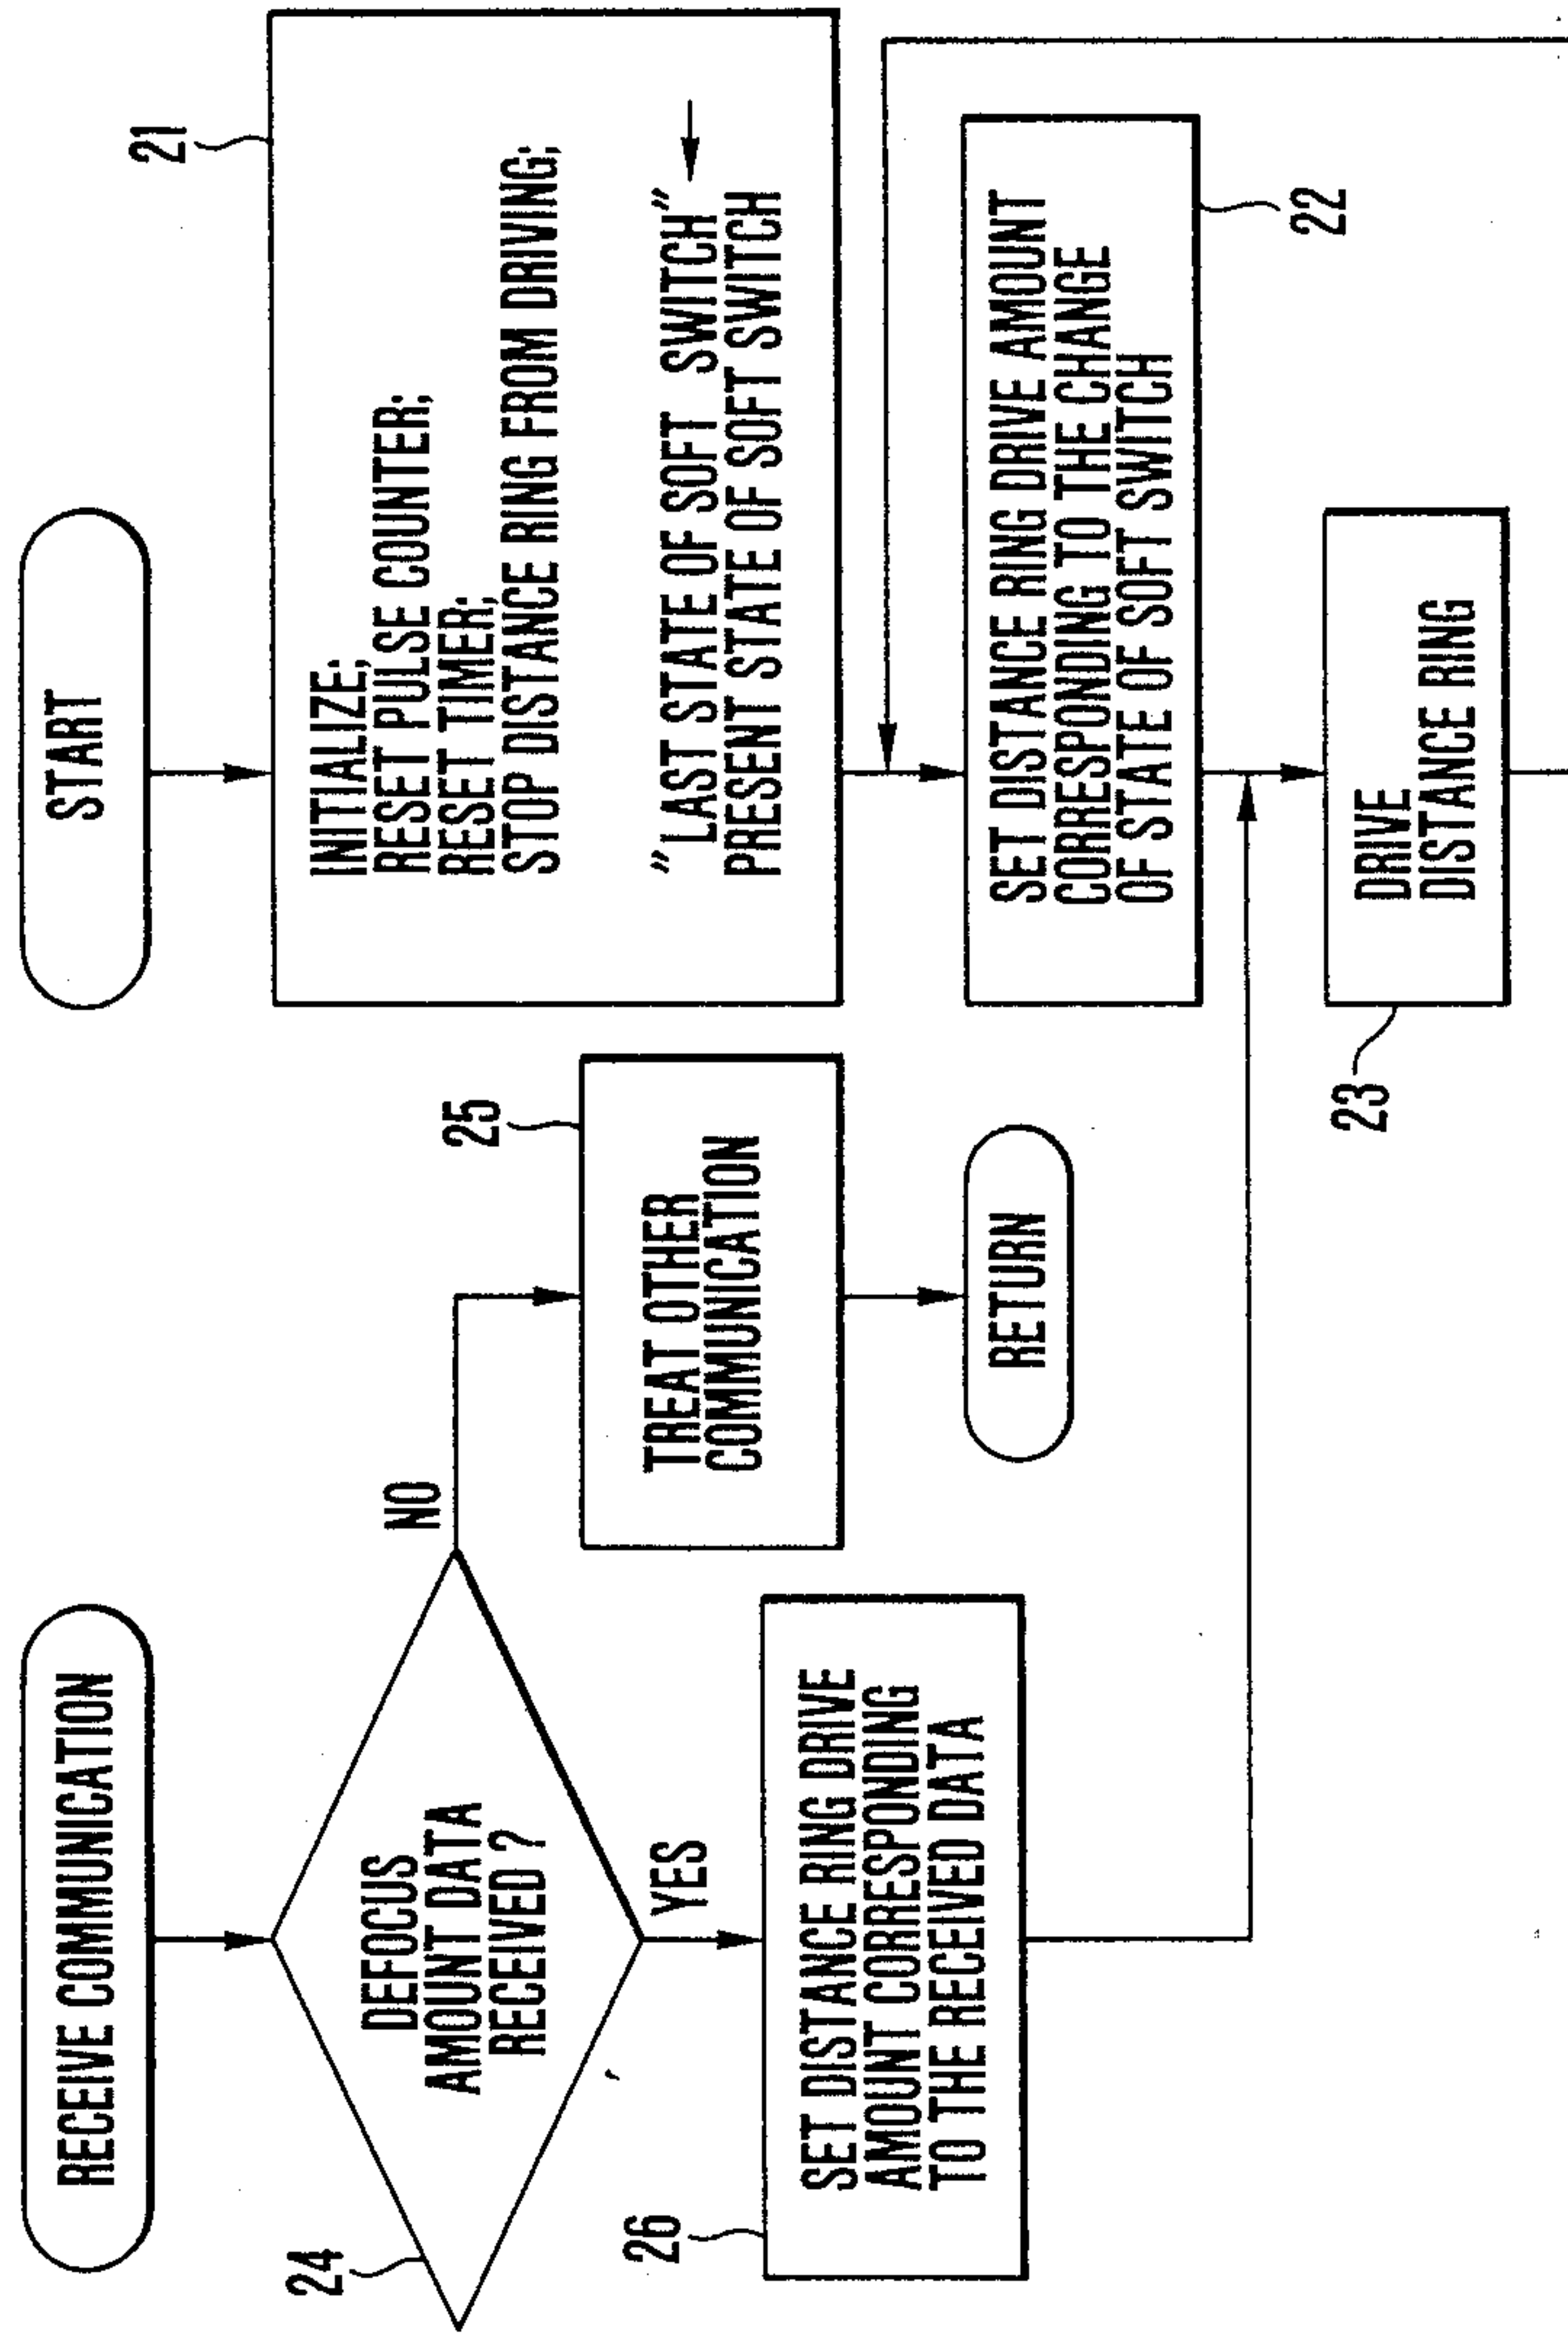 RECEIVE COMMUNICATION
24
DEFOCUS
AMOUNT DATA
RECEIVED ?
NO
YES
25
TREAT OTHER
COMMUNICATION
RETURN
26
SET DISTANCE RING DRIVE
AMOUNT CORRESPONDING
TO THE RECEIVED DATA
START
21
INITIALIZE;
RESET PULSE COUNTER;
RESET TIMER;
STOP DISTANCE RING FROM DRIVING;
"LAST STATE OF SOFT SWITCH" ←
PRESENT STATE OF SOFT SWITCH
SET DISTANCE RING DRIVE AMOUNT
CORRESPONDING TO THE CHANGE
OF STATE OF SOFT SWITCH
22
DRIVE
DISTANCE RING
23